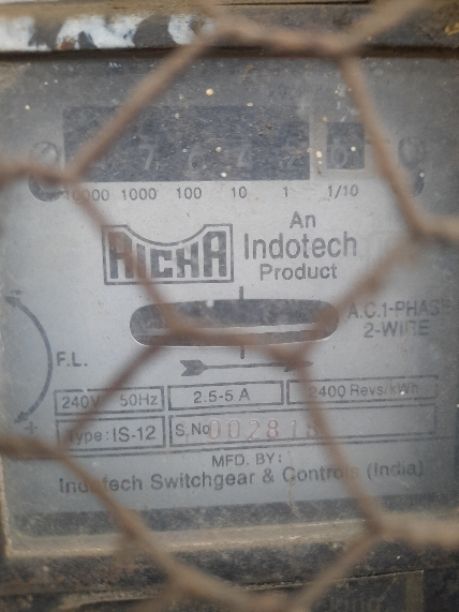 10000 1000 100 10 1 1/10
An
RICHA Indotech
Product
A.C.1-PHASE
2-WIRE
F.L.
240V 50Hz 2.5-5 A 2400 Revs/kWh
Type: IS-12 S.No
MFD. BY:
Indotech Switchgear & Controls (India)